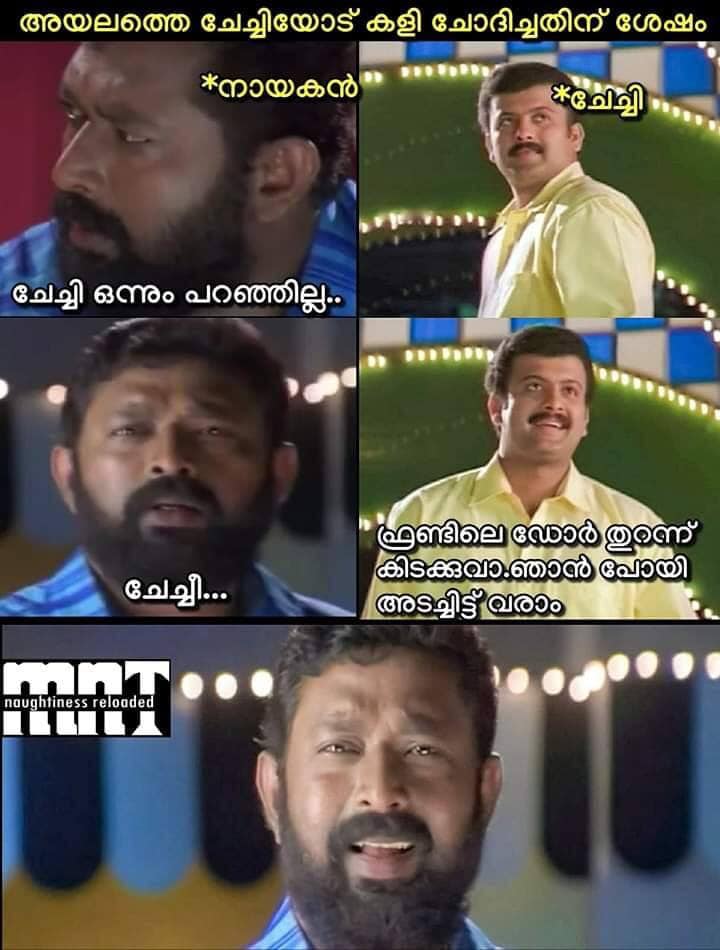 അയലത്തെ ചേച്ചിയോട് കളി ചോദിച്ചതിന് ശേഷം
*നായകൻ
*ചേച്ചി
ചേച്ചി ഒന്നും പറഞ്ഞില്ല..
ചേച്ചീ...
ഫ്രണ്ടിലെ ഡോർ തുറന്ന്
കിടക്കുവാ.ഞാൻ പോയി
അടച്ചിട്ട് വരാം
mnT
naughtiness reloaded